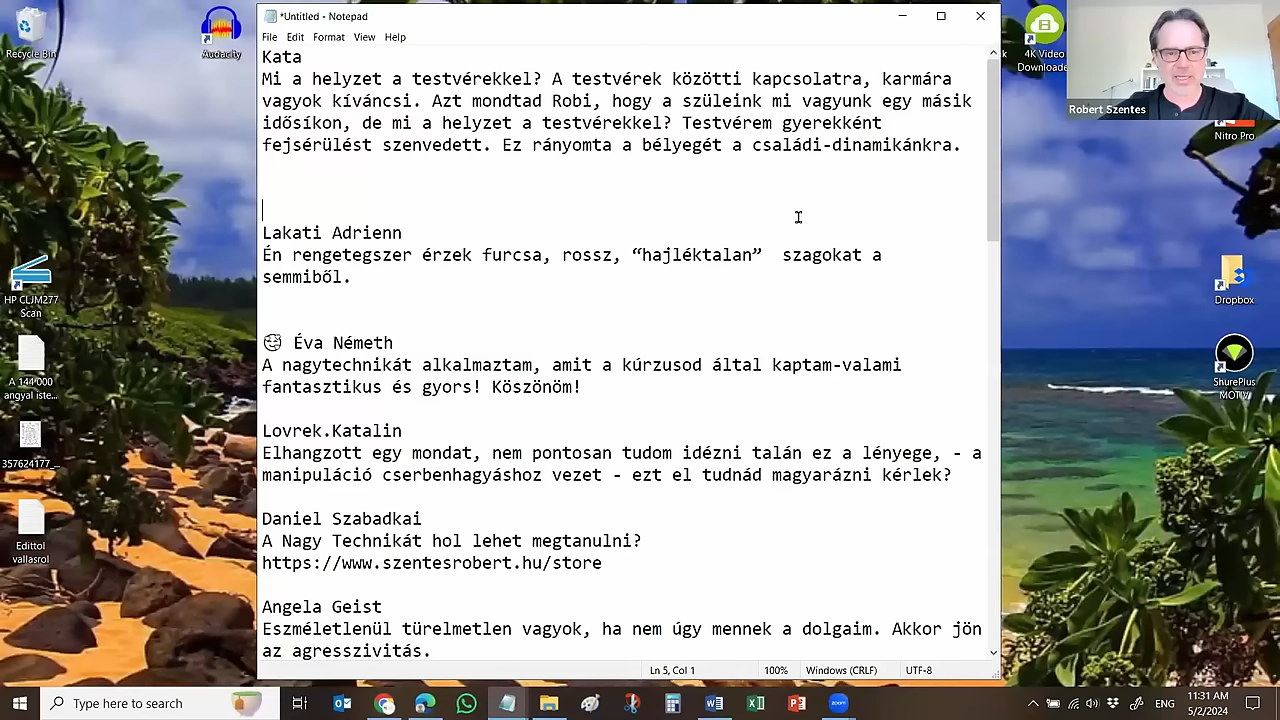 Recycle Bin
Audacity
HP CLJM277
Scan
A 144000
angyal iste...
357624177_...
Edittol
vallasrol
*Untitled - Notepad
File Edit Format View Help
Kata
Mi a helyzet a testvérekkel? A testvérek közötti kapcsolatra, karmára
vagyok kíváncsi. Azt mondtad Robi, hogy a szüleink mi vagyunk egy másik
idősíkon, de mi a helyzet a testvérekkel? Testvérem gyerekként
fejsérülést szenvedett. Ez rányomta a bélyegét a családi-dinamikánkra.
Lakati Adrienn
Én rengetegszer érzek furcsa, rossz, “hajléktalan”  szagokat a
semmiből.
Éva Németh
A nagytechnikát alkalmaztam, amit a kúrzusod által kaptam-valami
fantasztikus és gyors! Köszönöm!
Lovrek.Katalin
Elhangzott egy mondat, nem pontosan tudom idézni talán ez a lényege, - a
manipuláció cserbenhagyáshoz vezet - ezt el tudnád magyarázni kérlek?
Daniel Szabadkai
A Nagy Technikát hol lehet megtanulni?
https://www.szentesrobert.hu/store
Angela Geist
Eszméletlenül türelmetlen vagyok, ha nem úgy mennek a dolgaim. Akkor jön
az agresszivitás.
Ln 5, Col 1 100% Windows (CRLF) UTF-8
4K Video
Downloade
Robert Szentes
Nitro Pro
Dropbox
ShurePlus
MOTIV
Type here to search
ENG
11:31 AM
5/2/2024